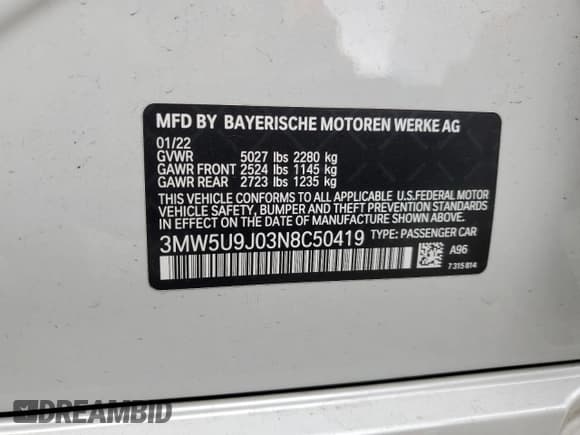 MFD BY BAYERISCHE MOTOREN WERKE AG
01/22
GVWR 5027 lbs 2280 kg
GAWR FRONT 2524 lbs 1145 kg
GAWR REAR 2723 lbs 1235 kg
THIS VEHICLE CONFORMS TO ALL APPLICABLE U.S.FEDERAL MOTOR
VEHICLE SAFETY, BUMPER AND THEFT PREVENTION STANDARDS
IN EFFECT ON THE DATE OF MANUFACTURE SHOWN ABOVE.
3MW5U9J03N8C50419 TYPE: PASSENGER CAR
A96
7 315 814
DREAMBID